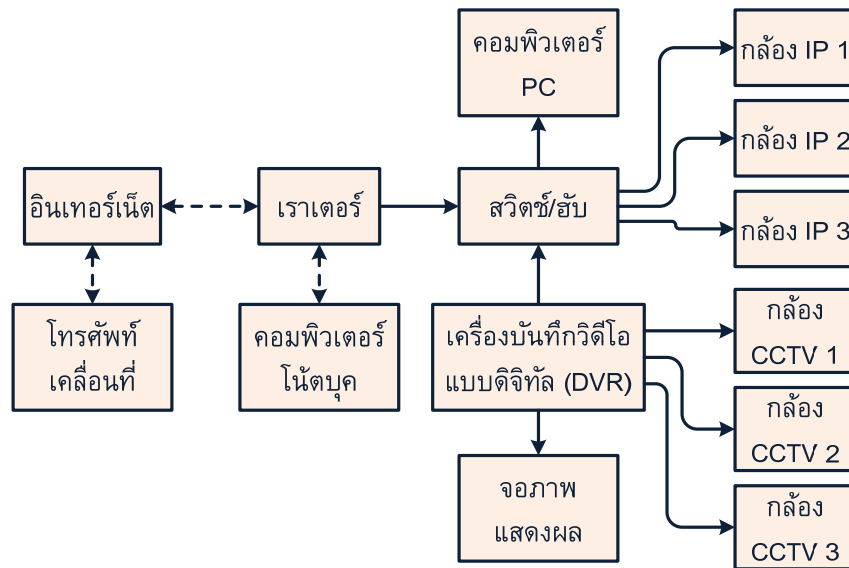 คอมพิวเตอร์
PC
กล้อง IP 1
กล้อง IP 2
อินเทอร์เน็ต
เราเตอร์
สวิตช์/ฮับ
กล้อง IP 3
โทรศัพท์
เคลื่อนที่
คอมพิวเตอร์
โน้ตบุค
เครื่องบันทึกวิดีโอ
แบบดิจิทัล (DVR)
กล้อง
CCTV 1
กล้อง
CCTV 2
จอภาพ
แสดงผล
กล้อง
CCTV 3